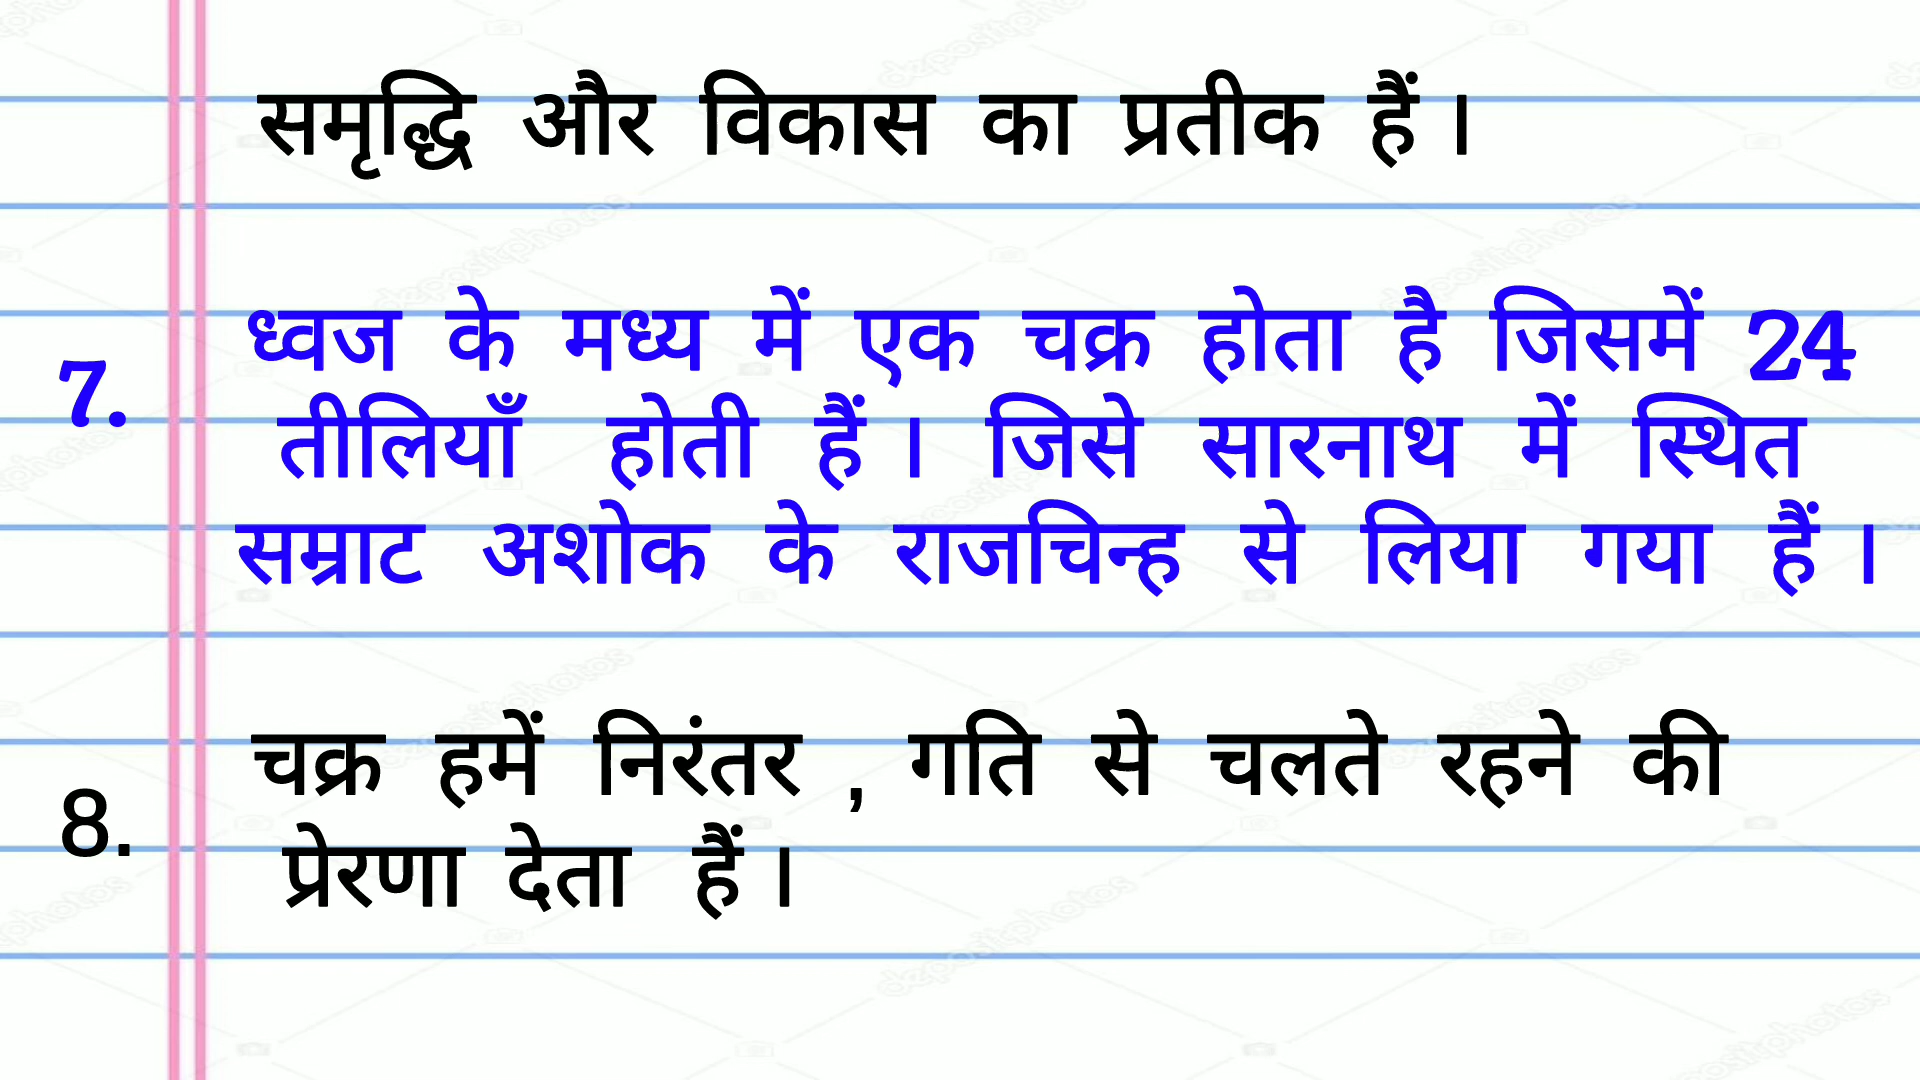 समृद्धि और विकास का प्रतीक हैं।
7. ध्वज के मध्य में एक चक्र होता है जिसमें 24
तीलियाँ होती हैं। जिसे सारनाथ में स्थित
सम्राट अशोक के राजचिन्ह से लिया गया हैं ।
8. चक्र हमें निरंतर , गति से चलते रहने की
प्रेरणा देता हैं।
depositphotos